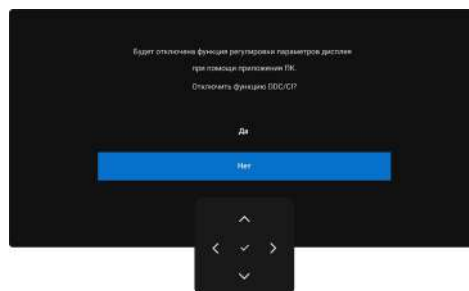 Будет отключена функция регулировки параметров дисплея
при помощи приложения ПК.
Отключить функцию DDC/CI?
Да
Нет